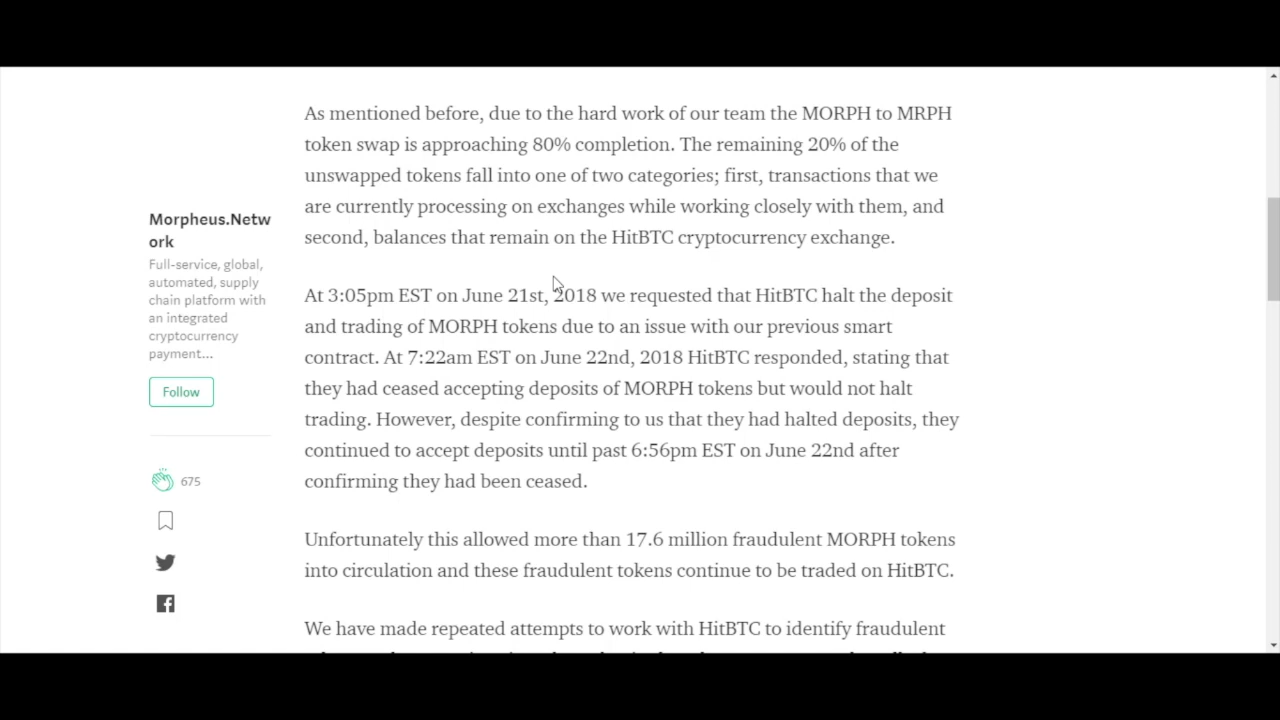 As mentioned before, due to the hard work of our team the MORPH to MRPH
token swap is approaching 80% completion. The remaining 20% of the
unswapped tokens fall into one of two categories; first, transactions that we
are currently processing on exchanges while working closely with them, and
second, balances that remain on the HitBTC cryptocurrency exchange.
At 3:05pm EST on June 21st, 2018 we requested that HitBTC halt the deposit
and trading of MORPH tokens due to an issue with our previous smart
contract. At 7:22am EST on June 22nd, 2018 HitBTC responded, stating that
they had ceased accepting deposits of MORPH tokens but would not halt
trading. However, despite confirming to us that they had halted deposits, they
continued to accept deposits until past 6:56pm EST on June 22nd after
confirming they had been ceased.
Unfortunately this allowed more than 17.6 million fraudulent MORPH tokens
into circulation and these fraudulent tokens continue to be traded on HitBTC.
We have made repeated attempts to work with HitBTC to identify fraudulent
Morpheus.Netw
ork
Full-service, global,
automated, supply
chain platform with
an integrated
cryptocurrency
payment...
Follow
675